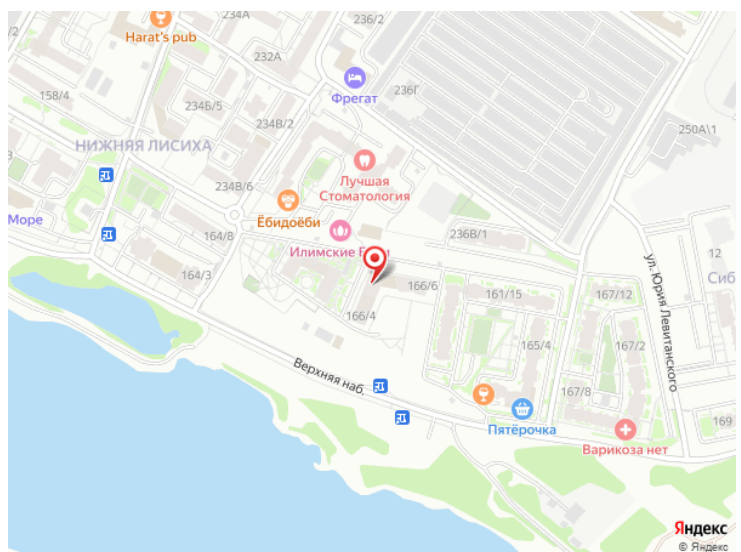 234А
236/2
Harat's pub
232А
158/4
Фрегат
236Г
234Б/5
234В/2
250А\1
НИЖНЯЯ ЛИСИХА
Лучшая
Стоматология
234В/6
Ёбидоёби
Море
164/8
Илимские
236В/1
12
Сиб
164/3
166/6
161/15
167/12
ул. Юрия Левитанского
166/4
165/4
167/2
Верхняя наб.
167/8
169
Пятёрочка
Варикоза нет
Яндекс
© Яндекс